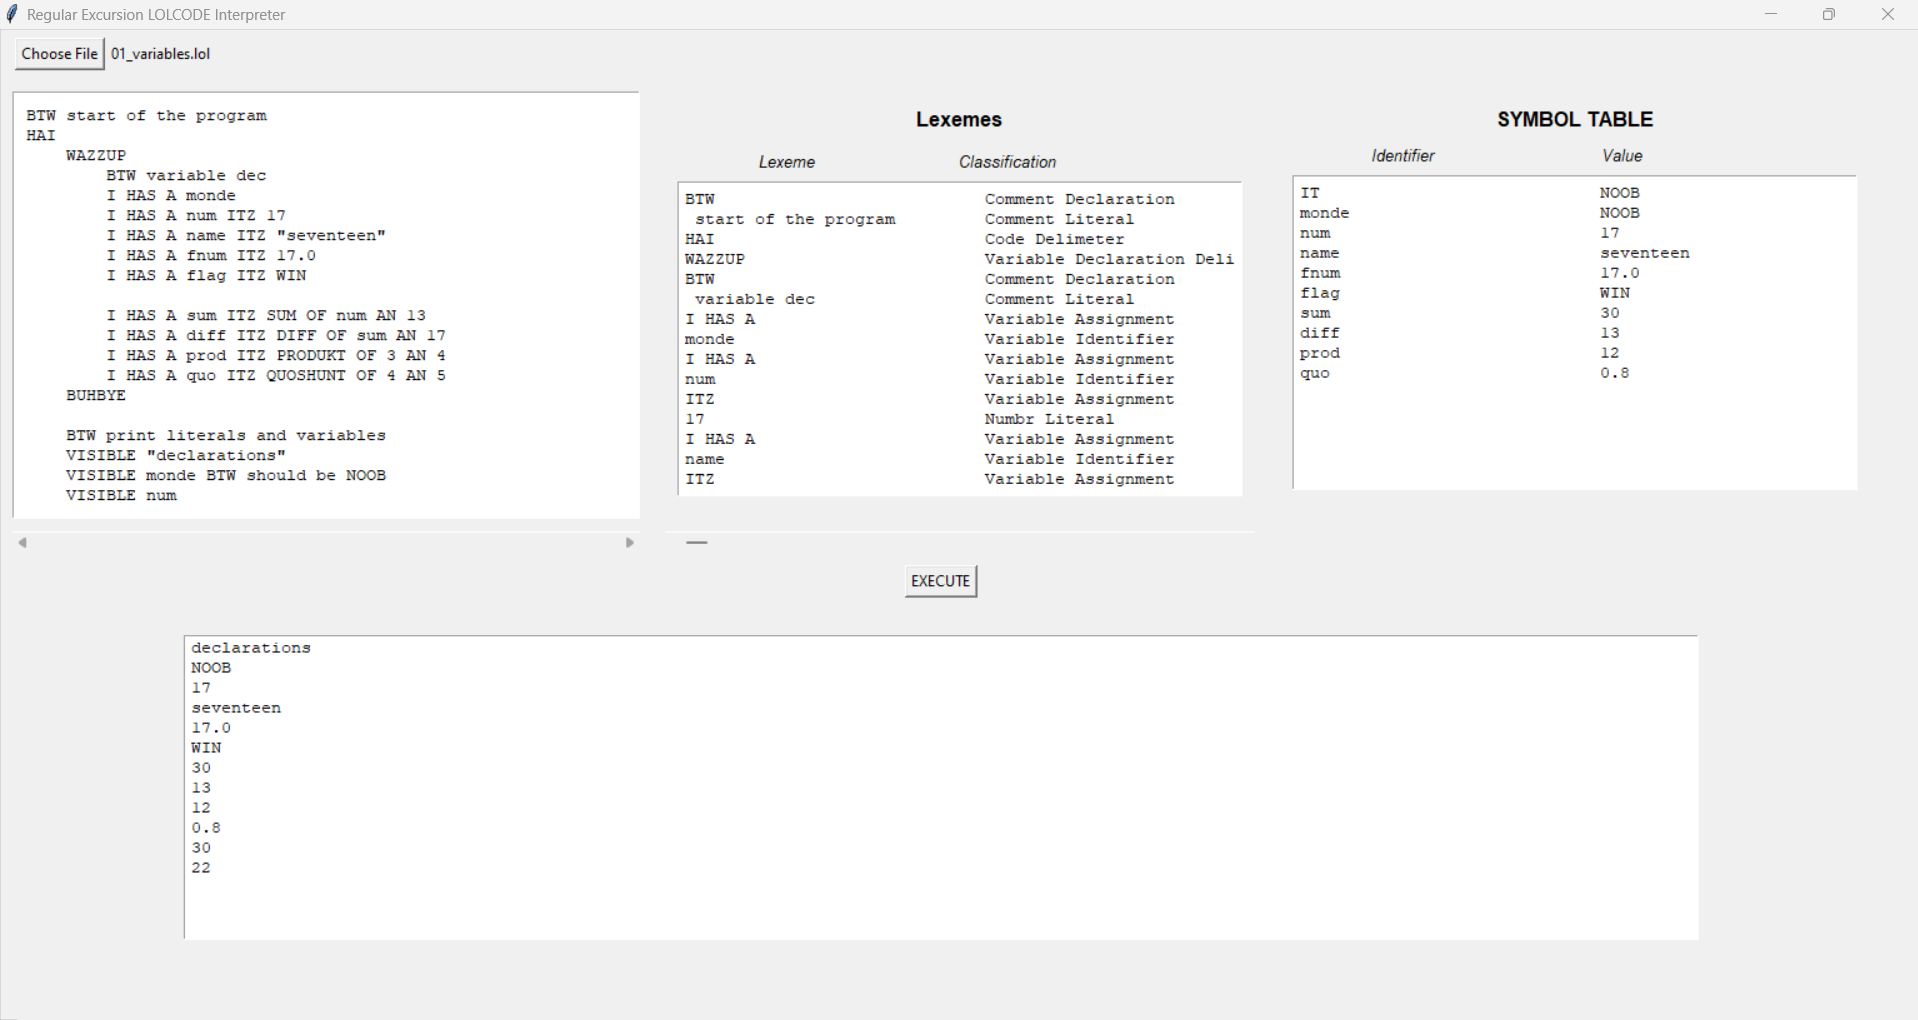 Regular Excursion LOLCODE Interpreter
Choose File 01_variables.lol
BTW start of the program
HAI
WAZZUP
BTW variable dec
I HAS A monde
I HAS A num ITZ 17
I HAS A name ITZ "seventeen"
I HAS A fnum ITZ 17.0
I HAS A flag ITZ WIN
I HAS A sum ITZ SUM OF num AN 13
I HAS A diff ITZ DIFF OF sum AN 17
I HAS A prod ITZ PRODUKT OF 3 AN 4
I HAS A quo ITZ QUOSHUNT OF 4 AN 5
BUHBYE
BTW print literals and variables
VISIBLE "declarations"
VISIBLE monde BTW should be NOOB
VISIBLE num
Lexemes
Lexeme Classification
BTW Comment Declaration
start of the program Comment Literal
HAI Code Delimeter
WAZZUP Variable Declaration Deli
BTW Comment Declaration
variable dec Comment Literal
I HAS A Variable Assignment
monde Variable Identifier
I HAS A Variable Assignment
num Variable Identifier
ITZ Variable Assignment
17 Numbr Literal
I HAS A Variable Assignment
name Variable Identifier
ITZ Variable Assignment
SYMBOL TABLE
Identifier Value
IT NOOB
monde NOOB
num 17
name seventeen
fnum 17.0
flag WIN
sum 30
diff 13
prod 12
quo 0.8
EXECUTE
declarations
NOOB
17
seventeen
17.0
WIN
30
13
12
0.8
30
22